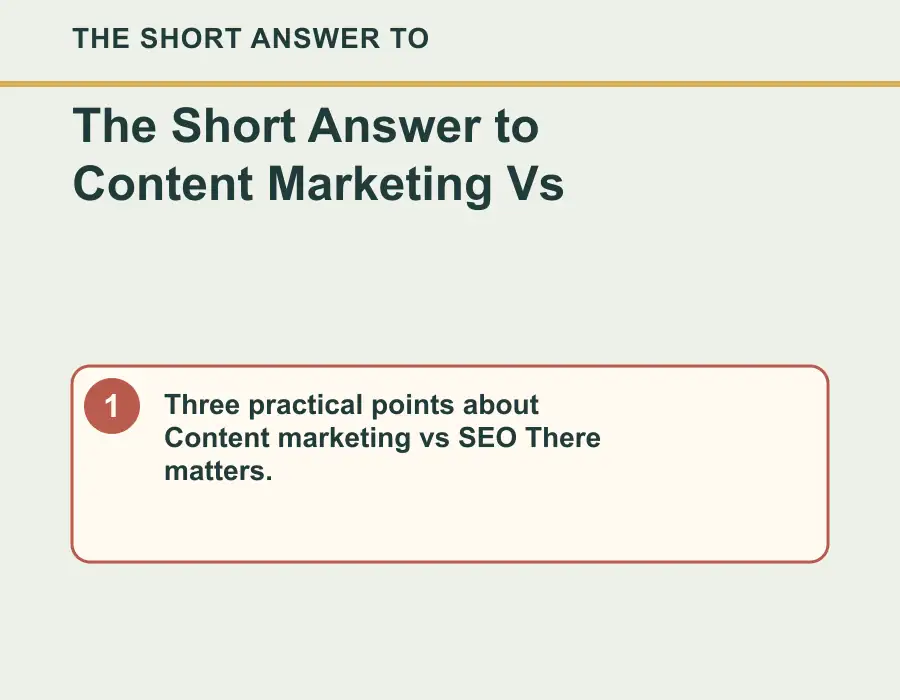 THE SHORT ANSWER TO
The Short Answer to
Content Marketing Vs
1
Three practical points about
Content marketing vs SEO There
matters.